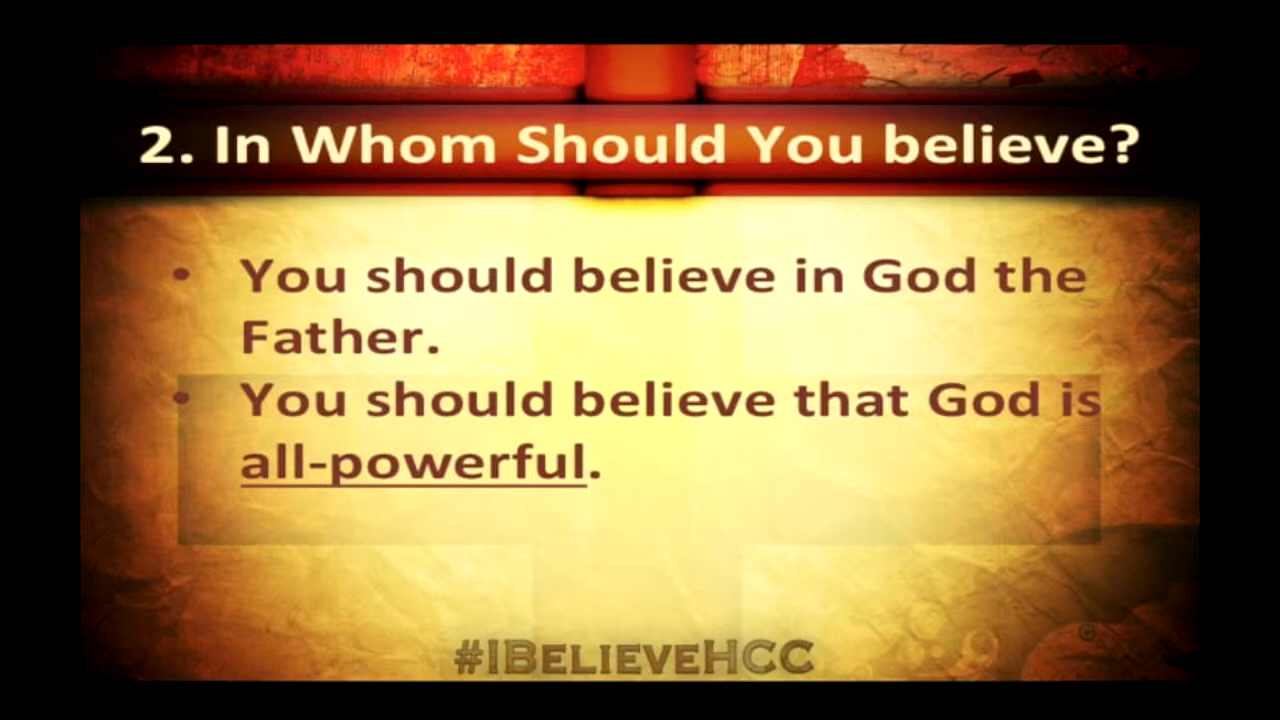 2. In Whom Should You believe?
• You should believe in God the
Father.
• You should believe that God is
all-powerful.
#IBELIEVEHCC